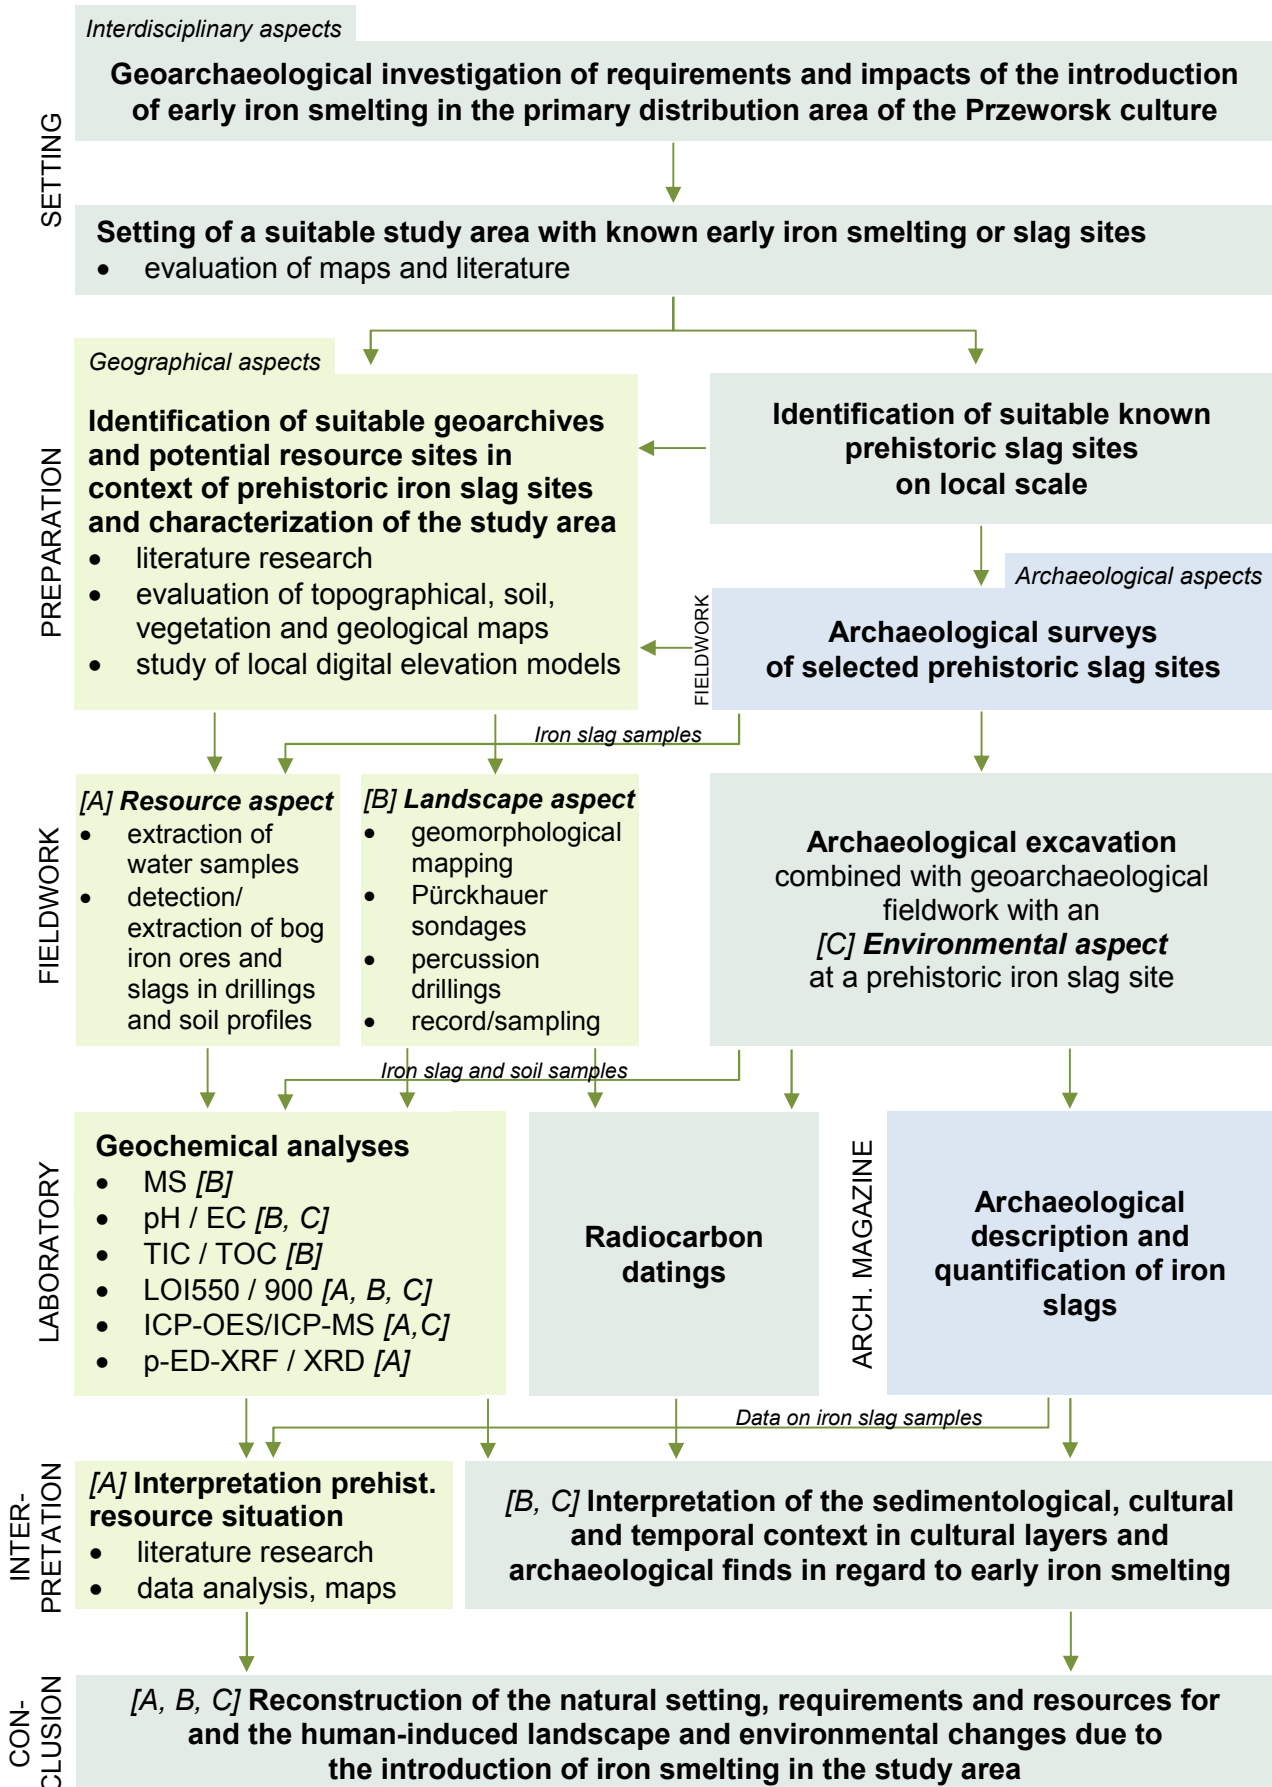 Interdisciplinary aspects
Geoarchaeological investigation of requirements and impacts of the introduction
of early iron smelting in the primary distribution area of the Przeworsk culture
SETTING
Setting of a suitable study area with known early iron smelting or slag sites
• evaluation of maps and literature
Geographical aspects
PREPARATION
Identification of suitable geoarchives
and potential resource sites in
context of prehistoric iron slag sites
and characterization of the study area
• literature research
• evaluation of topographical, soil,
vegetation and geological maps
• study of local digital elevation models
Identification of suitable known
prehistoric slag sites
on local scale
Archaeological aspects
FIELDWORK
Archaeological surveys
of selected prehistoric slag sites
Iron slag samples
FIELDWORK
[A] Resource aspect
• extraction of
water samples
• detection/
extraction of bog
iron ores and
slags in drillings
and soil profiles
[B] Landscape aspect
• geomorphological
mapping
• Pürckhauer
sondages
• percussion
drillings
• record/sampling
Archaeological excavation
combined with geoarchaeological
fieldwork with an
[C] Environmental aspect
at a prehistoric iron slag site
Iron slag and soil samples
LABORATORY
Geochemical analyses
• MS [B]
• pH / EC [B, C]
• TIC / TOC [B]
• LOI550 / 900 [A, B, C]
• ICP-OES/ICP-MS [A,C]
• p-ED-XRF / XRD [A]
Radiocarbon
datings
ARCH. MAGAZINE
Archaeological
description and
quantification of iron
slags
Data on iron slag samples
INTER-
PRETATION
[A] Interpretation prehist.
resource situation
• literature research
• data analysis, maps
[B, C] Interpretation of the sedimentological, cultural
and temporal context in cultural layers and
archaeological finds in regard to early iron smelting
CON-
CLUSION
[A, B, C] Reconstruction of the natural setting, requirements and resources for
and the human-induced landscape and environmental changes due to
the introduction of iron smelting in the study area